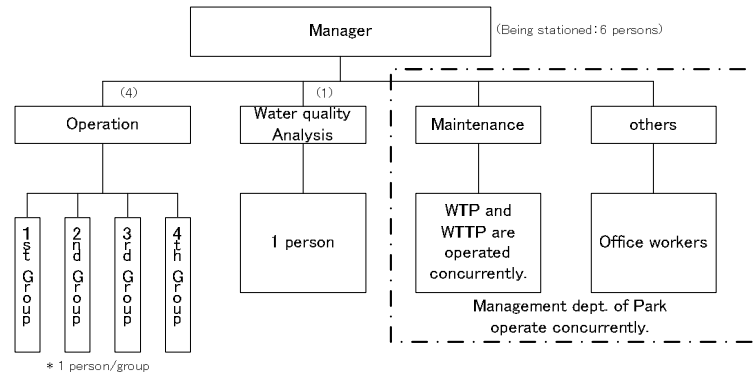 Manager
(Being stationed:6 persons)
(4)
(1)
Operation
Water quality
Analysis
Maintenance
others
1st Group
2nd Group
3rd Group
4th Group
1 person
WTP and
WTTP are
operated
concurrently.
Office workers
Management dept. of Park
operate concurrently.
* 1 person/group